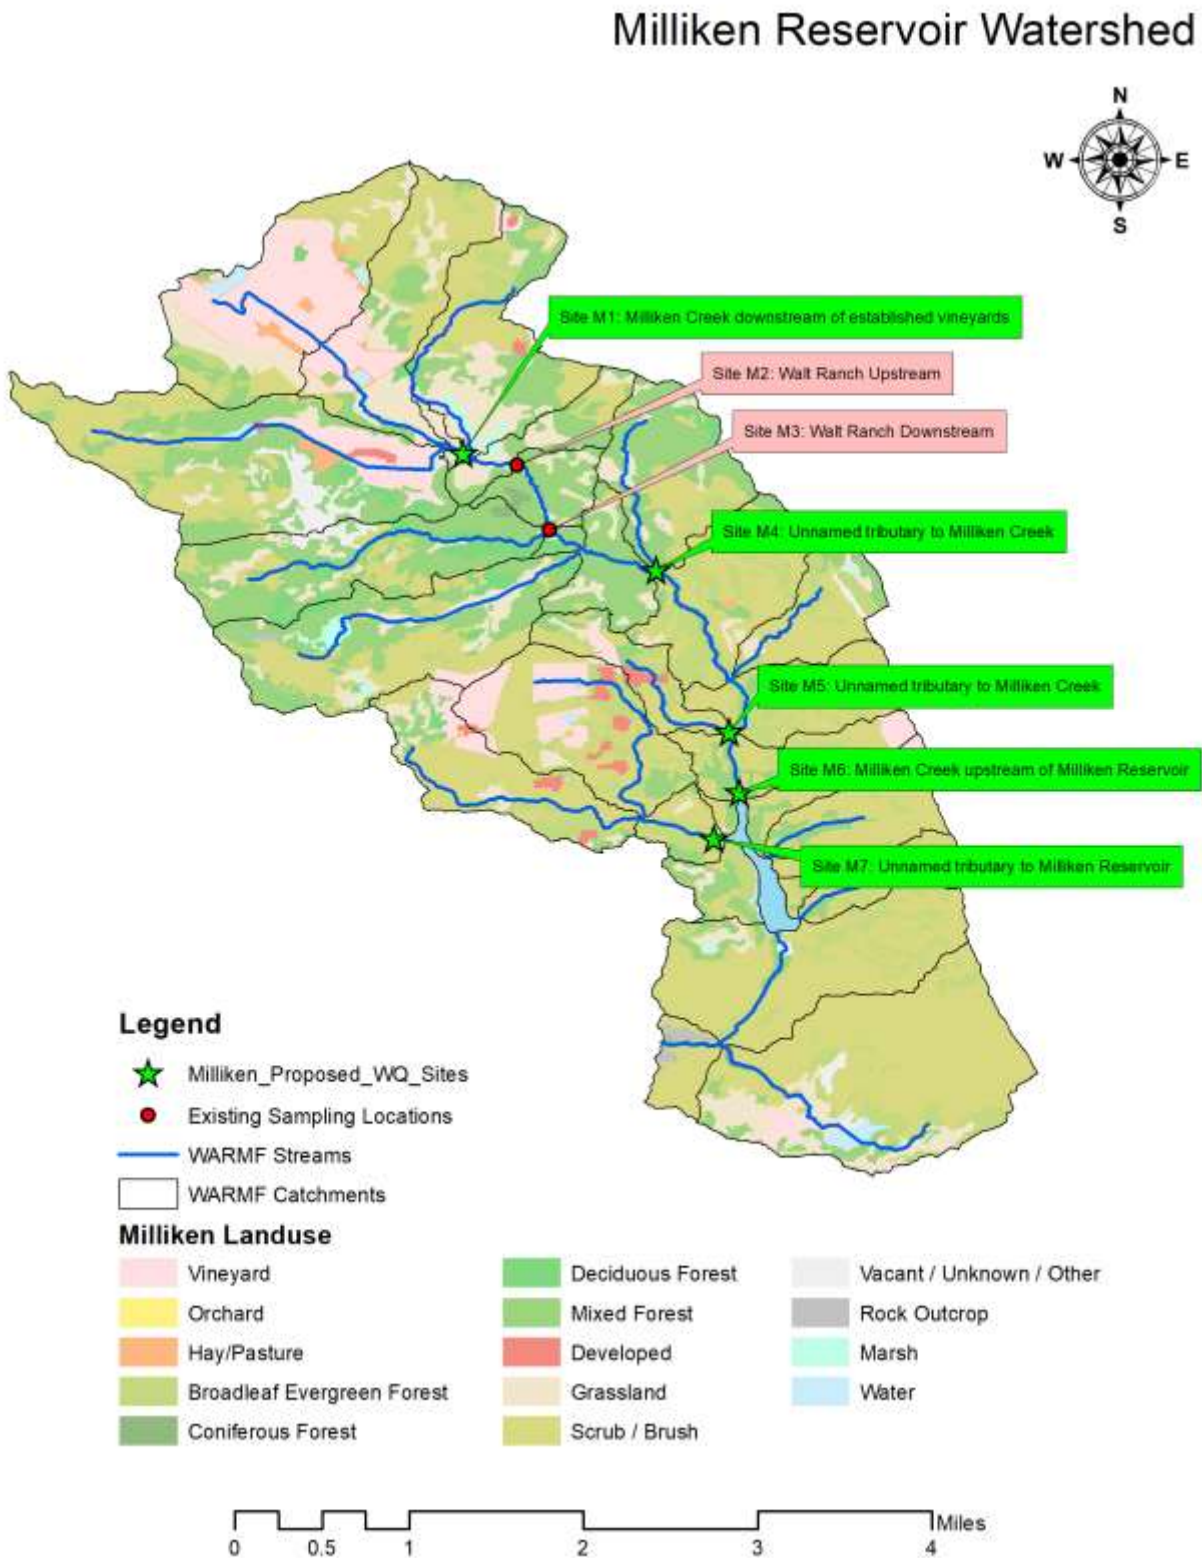 Milliken Reservoir Watershed
N
W
E
S
Site M1: Milliken Creek downstream of established vineyards
Site M2: Walt Ranch Upstream
Site M3: Walt Ranch Downstream
Site M4: Unnamed tributary to Milliken Creek
Site M5: Unnamed tributary to Milliken Creek
Site M6: Milliken Creek upstream of Milliken Reservoir
Site M7: Unnamed tributary to Milliken Reservoir
Legend
Milliken_Proposed_WQ_Sites
Existing Sampling Locations
WARMF Streams
WARMF Catchments
Milliken Landuse
Vineyard
Orchard
Hay/Pasture
Broadleaf Evergreen Forest
Coniferous Forest
Deciduous Forest
Mixed Forest
Developed
Grassland
Scrub / Brush
Vacant / Unknown / Other
Rock Outcrop
Marsh
Water
Miles
0 0.5 1 2 3 4